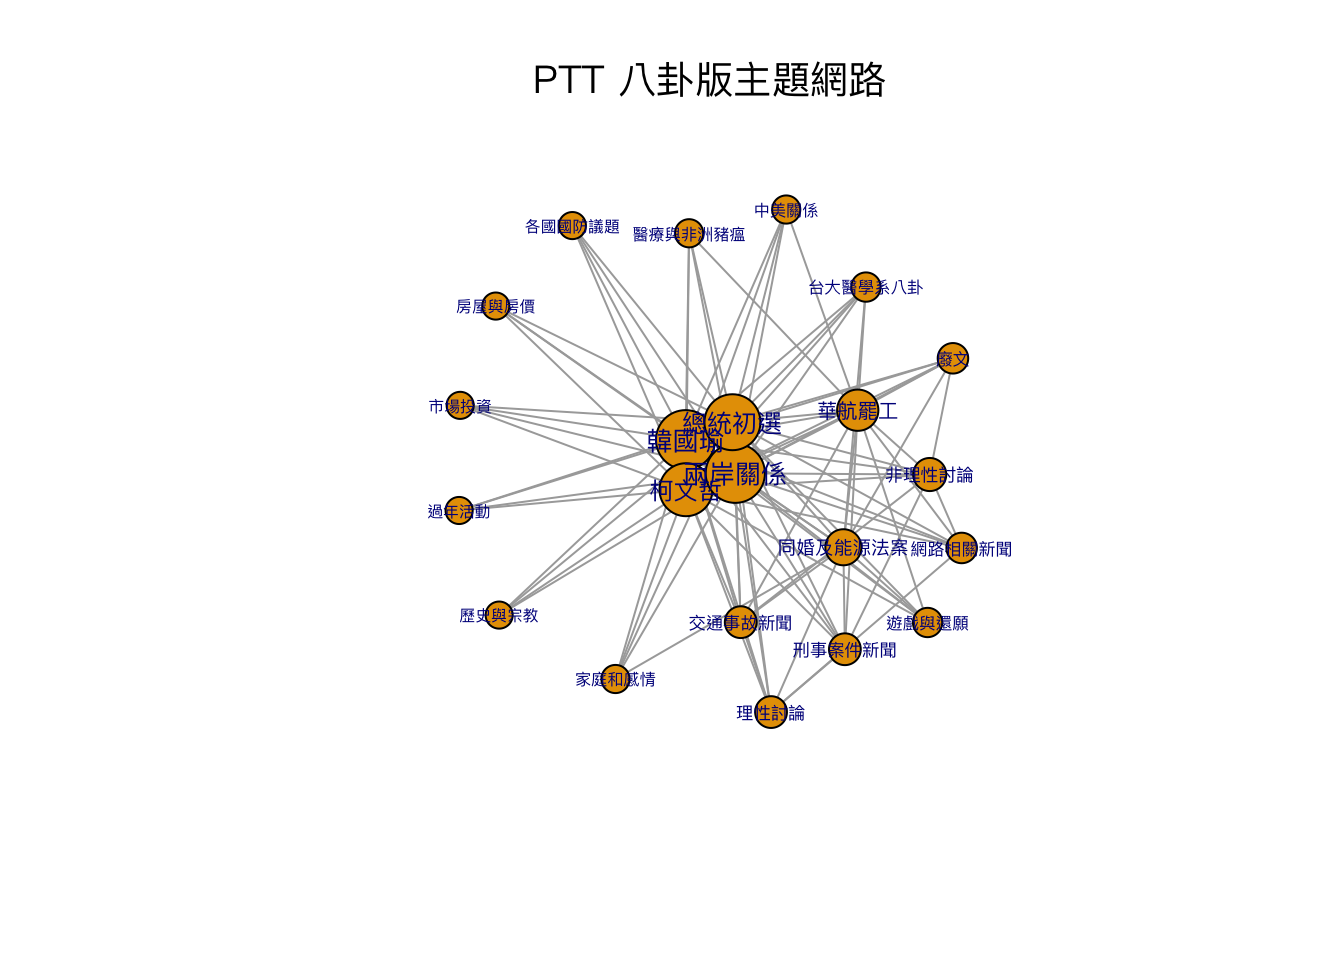 PTT 八卦版主題網路
中美關係
各國國防議題
醫療與非洲豬瘟
台大醫學系八卦
房屋與房價
廢文
市場投資
華航罷工
總統初選
韓國瑜
兩岸關係
非理性討論
柯文哲
過年活動
同婚及能源法案
網路相關新聞
歷史與宗教
交通事故新聞
遊戲與還願
刑事案件新聞
家庭和感情
理性討論